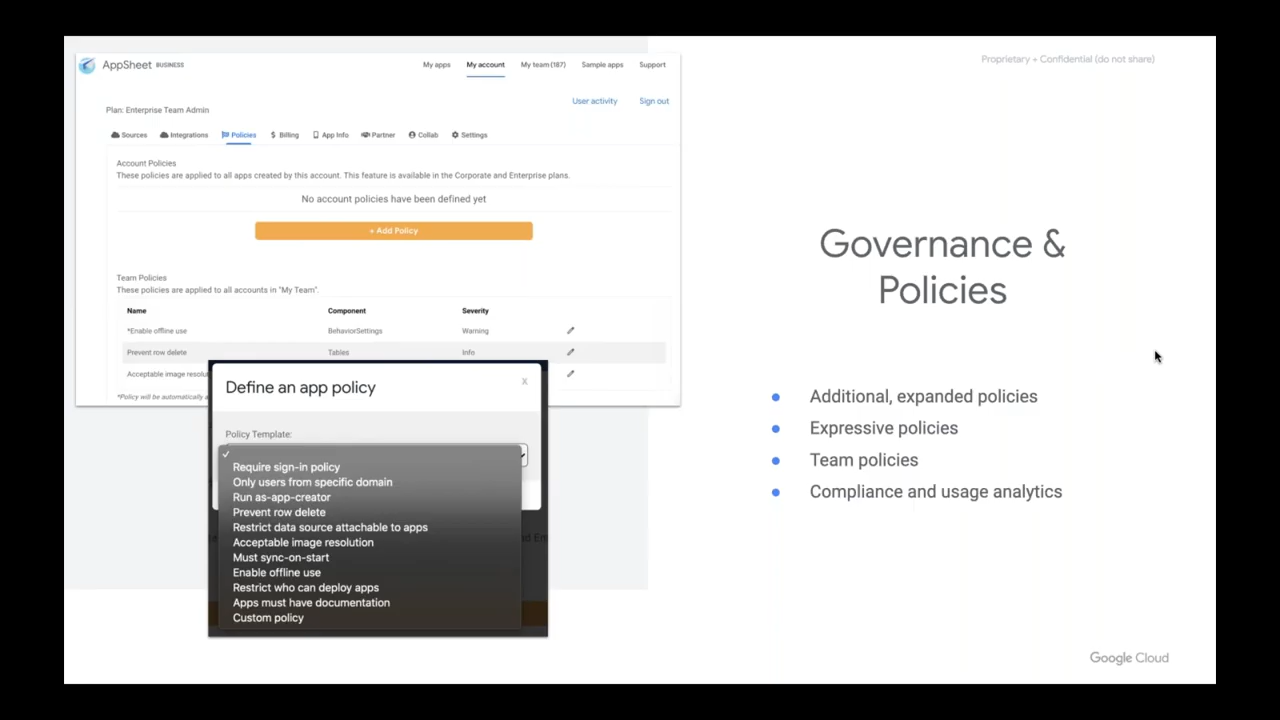 AppSheet BUSINESS
My apps My account My team (187) Sample apps Support
Proprietary + Confidential (do not share)
User activity Sign out
Plan: Enterprise Team Admin
Sources Integrations Policies Billing App Info Partner Collab Settings
Account Policies
These policies are applied to all apps created by this account. This feature is available in the Corporate and Enterprise plans.
No account policies have been defined yet
+ Add Policy
Team Policies
These policies are applied to all accounts in "My Team".
Name Component Severity
*Enable offline use BehaviorSettings Warning
Prevent row delete Tables Info
Acceptable image resolu
*Policy will be automatically a
Define an app policy
X
Policy Template:
Require sign-in policy
Only users from specific domain
Run as-app-creator
Prevent row delete
Restrict data source attachable to apps
Acceptable image resolution
Must sync-on-start
Enable offline use
Restrict who can deploy apps
Apps must have documentation
Custom policy
Governance &
Policies
Additional, expanded policies
Expressive policies
Team policies
Compliance and usage analytics
Google Cloud